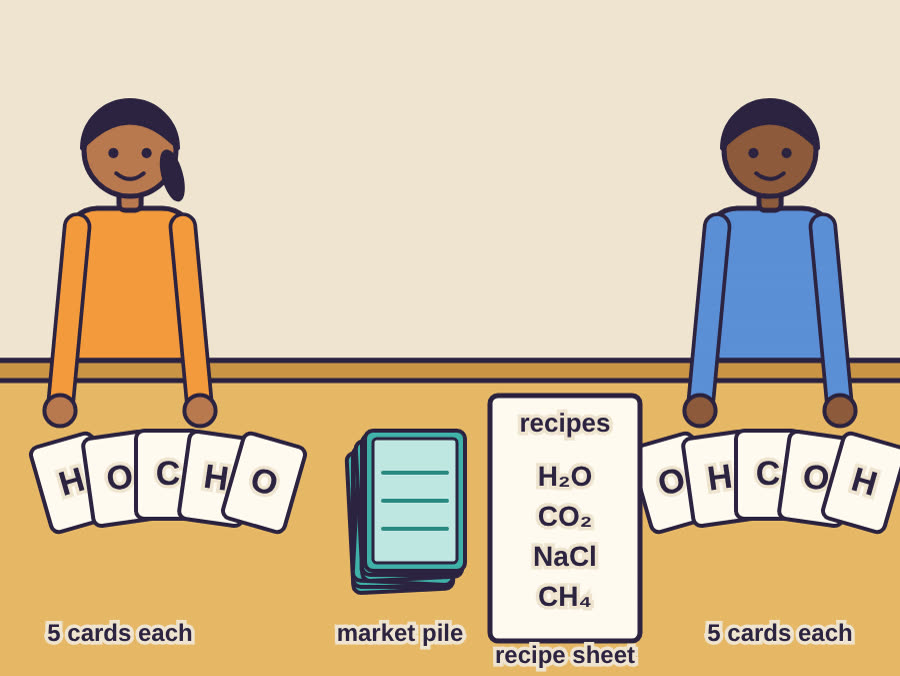 recipes
H₂O
CO₂
NaCl
CH₄
H O C H O
O H C O H
5 cards each
market pile
recipe sheet
5 cards each